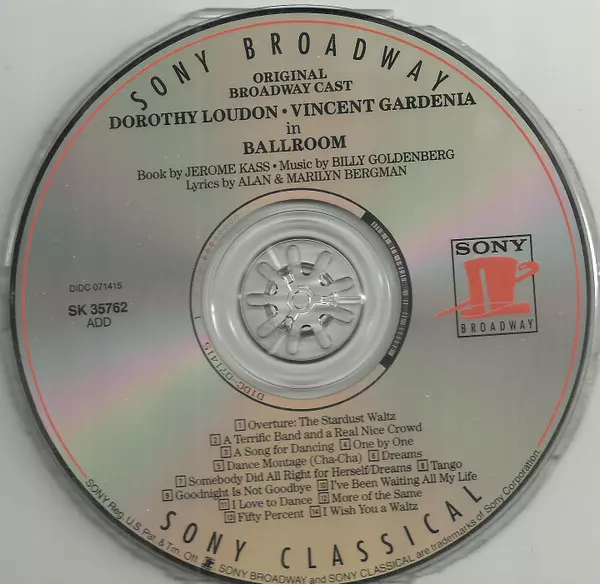 SONY BROADWAY
ORIGINAL
BROADWAY CAST
DOROTHY LOUDON • VINCENT GARDENIA
in
BALLROOM
Book by JEROME KASS • Music by BILLY GOLDENBERG
Lyrics by ALAN & MARILYN BERGMAN
DIDC 071415
SK 35762
ADD
SONY
BROADWAY
DIDC-071415
1 Overture: The Stardust Waltz
2 A Terrific Band and a Real Nice Crowd
3 A Song for Dancing 4 One by One
5 Dance Montage (Cha-Cha) 6 Dreams
7 Somebody Did All Right for Herself/Dreams 8 Tango
9 Goodnight Is Not Goodbye 10 I've Been Waiting All My Life
11 I Love to Dance 12 More of the Same
13 Fifty Percent 14 I Wish You a Waltz
SONY CLASSICAL
SONY Reg. U.S. Pat. & Tm. Off. SONY BROADWAY and SONY CLASSICAL are trademarks of Sony Corporation.